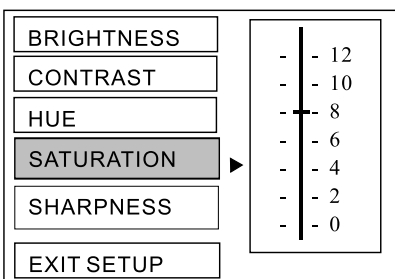 BRIGHTNESS
CONTRAST
HUE
SATURATION
SHARPNESS
EXIT SETUP
- - 12
- - 10
- - 8
- - 6
- - 4
- - 2
- - 0